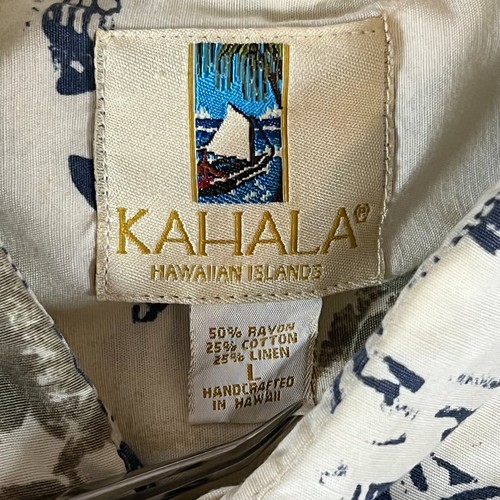 KAHALA®
HAWAIIAN ISLANDS
50% RAYON
25% COTTON
25% LINEN
L
HANDCRAFTED
IN HAWAII